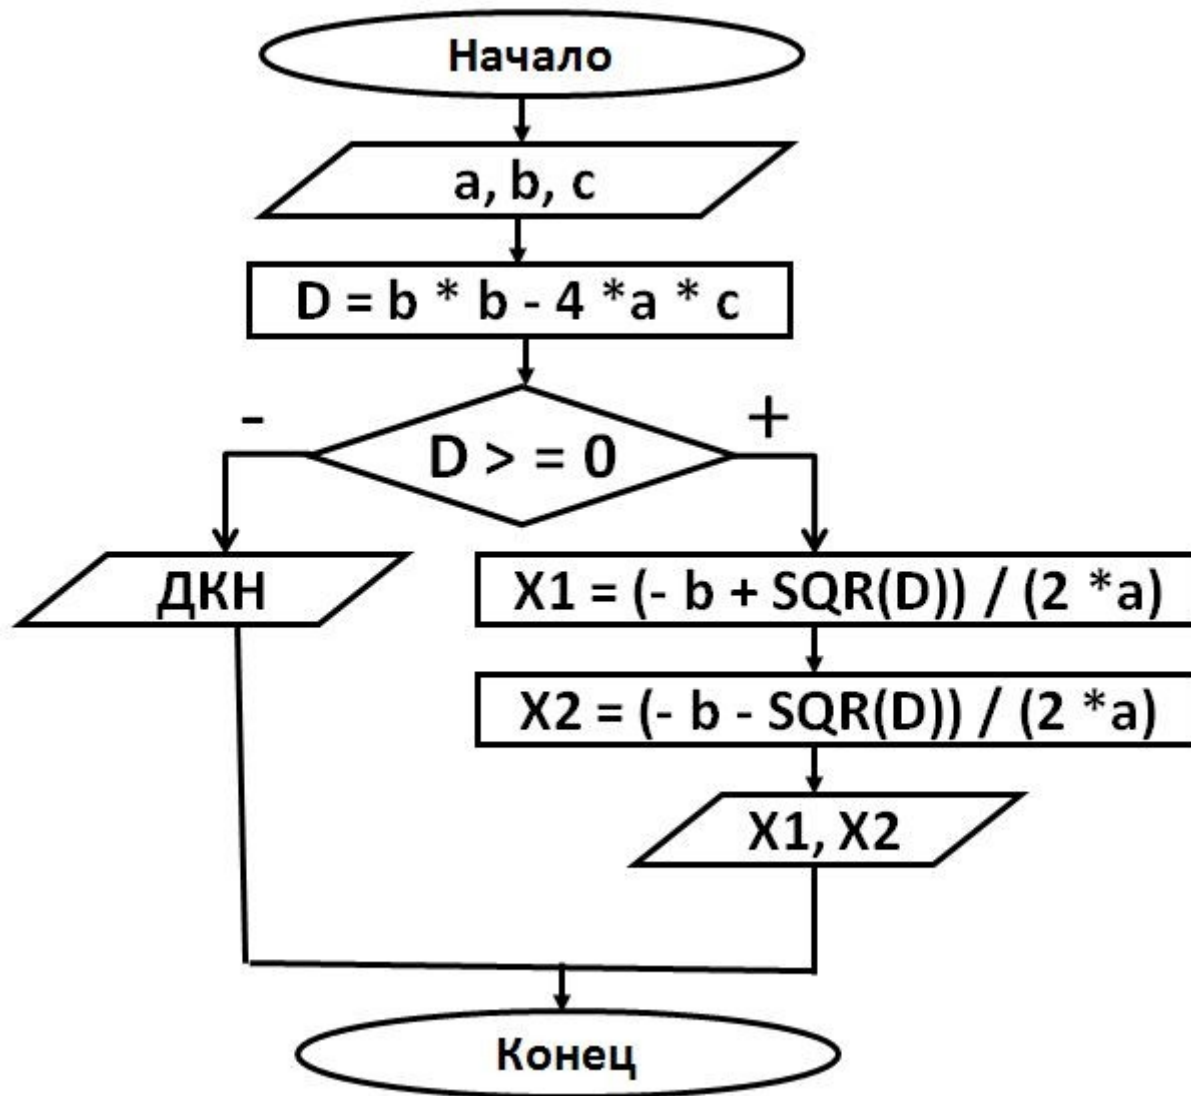 Начало
a, b, c
D = b * b - 4 *a * c
-
+
D > = 0
ДКН
X1 = (- b + SQR(D)) / (2 *a)
X2 = (- b - SQR(D)) / (2 *a)
X1, X2
Конец